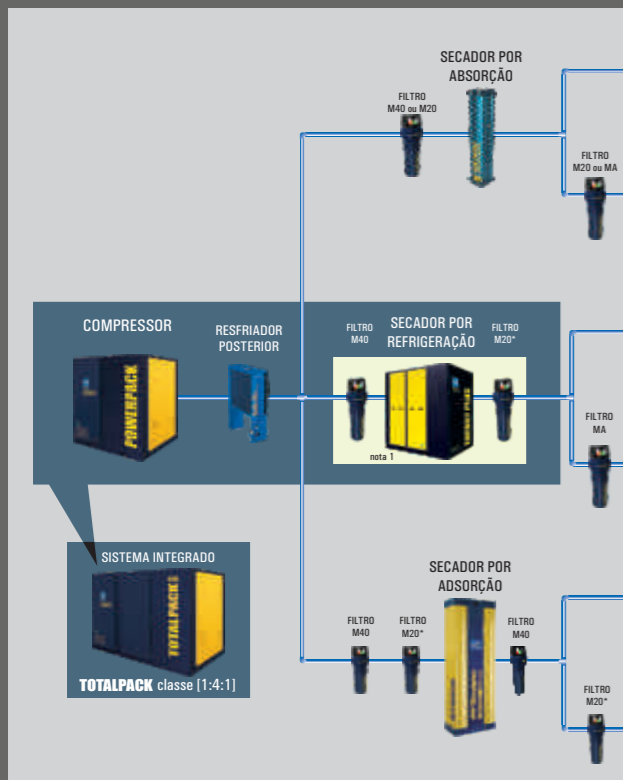 SECADOR POR
ABSORÇÃO
FILTRO
M40 ou M20
FILTRO
M20 ou MA
COMPRESSOR
POWERPACK
RESFRIADOR
POSTERIOR
FILTRO
M40
SECADOR POR
REFRIGERAÇÃO
FILTRO
M20*
nota 1
FILTRO
MA
SISTEMA INTEGRADO
TOTALPACK
TOTALPACK classe [1:4:1]
SECADOR POR
ADSORÇÃO
FILTRO
M40
FILTRO
M20*
FILTRO
M40
FILTRO
M20*